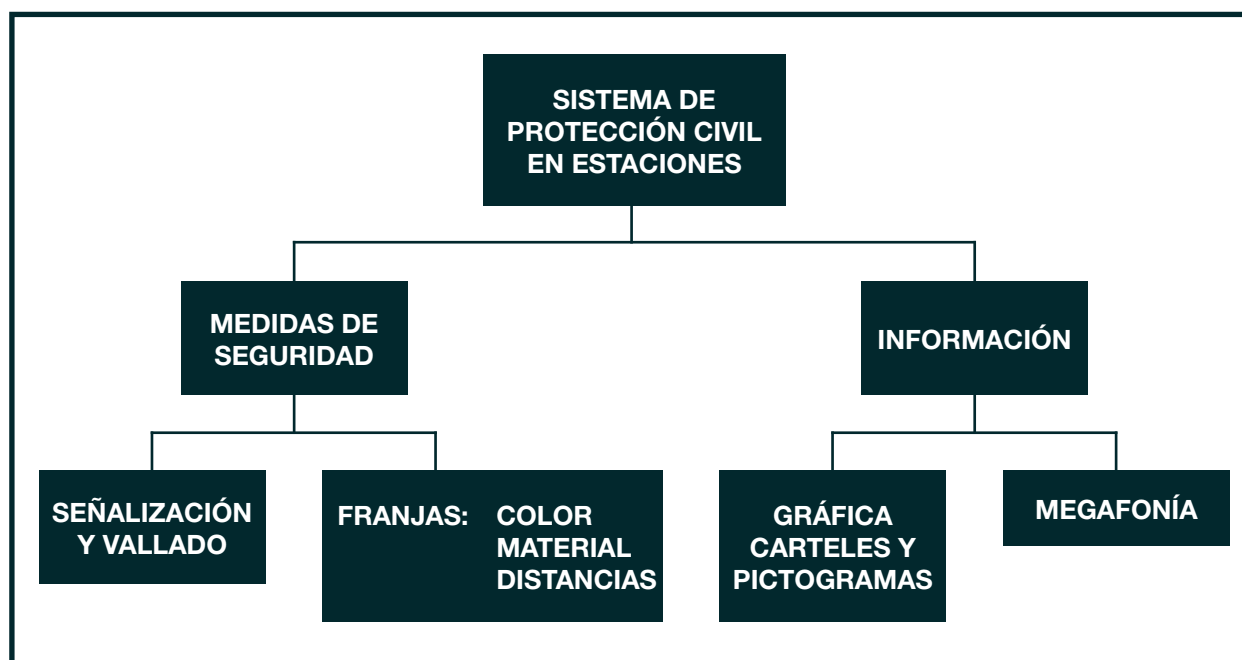 SISTEMA DE
PROTECCIÓN CIVIL
EN ESTACIONES
MEDIDAS DE
SEGURIDAD
INFORMACIÓN
SEÑALIZACIÓN
Y VALLADO
FRANJAS: COLOR
MATERIAL
DISTANCIAS
GRÁFICA
CARTELES Y
PICTOGRAMAS
MEGAFONÍA